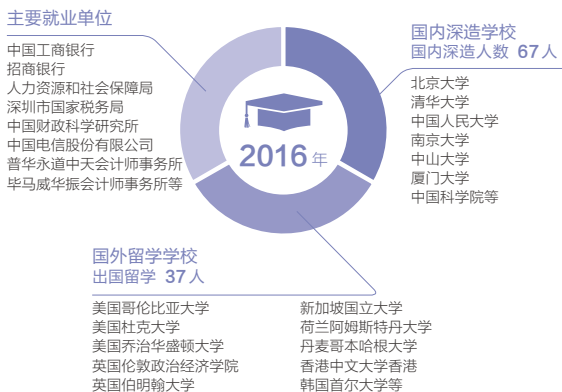 主要就业单位
中国工商银行
招商银行
人力资源和社会保障局
深圳市国家税务局
中国财政科学研究所
中国电信股份有限公司
普华永道中天会计师事务所
毕马威华振会计师事务所等
2016 年
国内深造学校
国内深造人数 67人
北京大学
清华大学
中国人民大学
南京大学
中山大学
厦门大学
中国科学院等
国外留学学校
出国留学 37人
美国哥伦比亚大学
美国杜克大学
美国乔治华盛顿大学
英国伦敦政治经济学院
英国伯明翰大学
新加坡国立大学
荷兰阿姆斯特丹大学
丹麦哥本哈根大学
香港中文大学香港
韩国首尔大学等